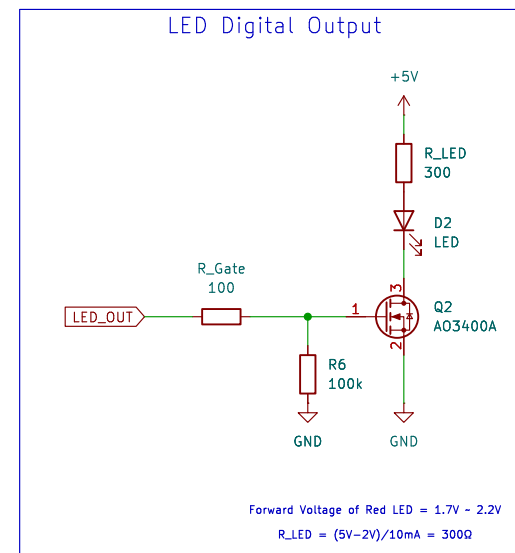 LED Digital Output
+5V
R_LED
300
D2
LED
R_Gate
100
LED_OUT
1
3
2
Q2
AO3400A
R6
100k
GND
GND
Forward Voltage of Red LED = 1.7V ~ 2.2V
R_LED = (5V-2V)/10mA = 300Ω